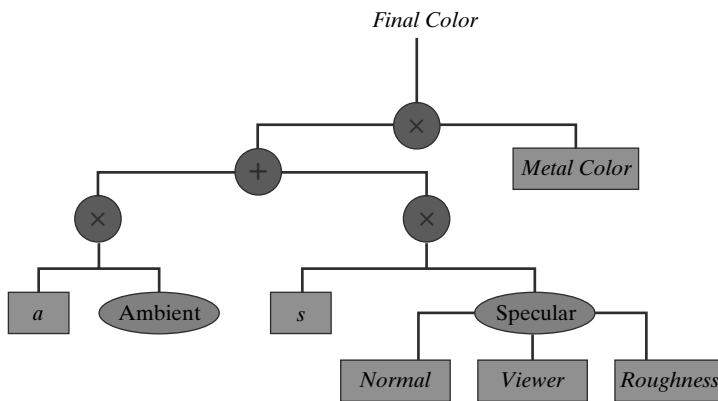 Final Color
×
+
Metal Color
×
×
a
Ambient
s
Specular
Normal
Viewer
Roughness